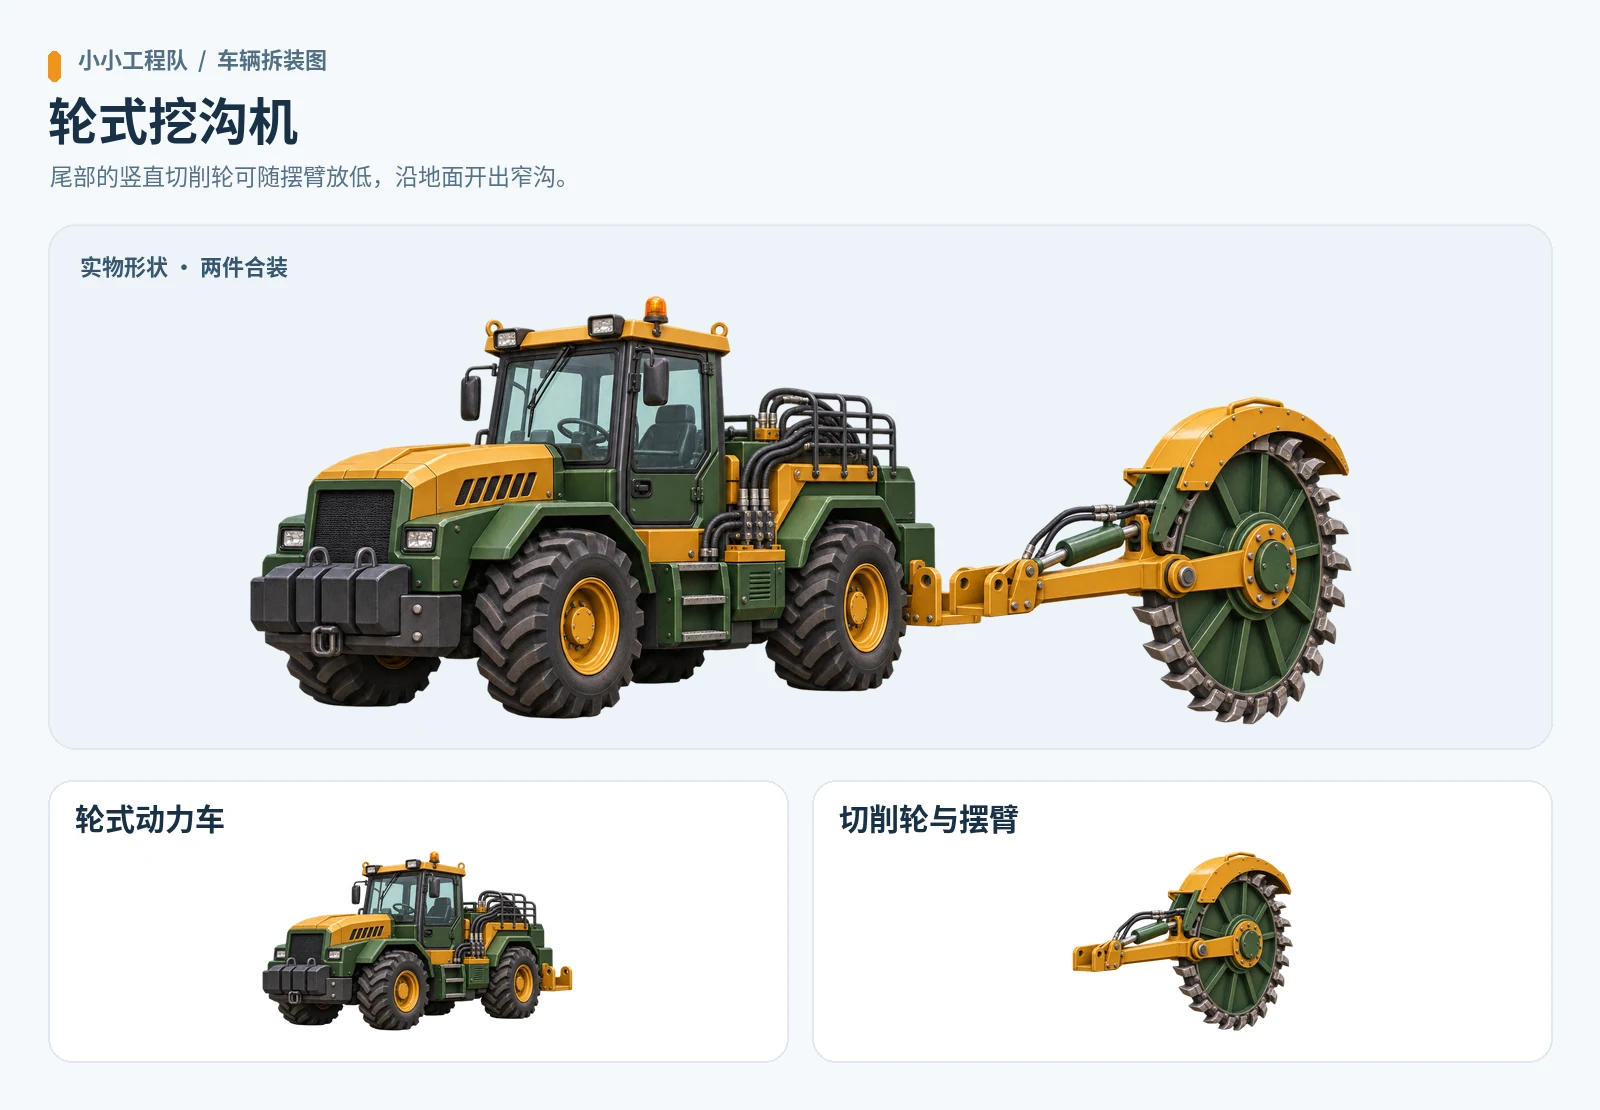 小小工程队 / 车辆拆装图
轮式挖沟机
尾部的竖直切削轮可随摆臂放低，沿地面开出窄沟。
实物形状 · 两件合装
轮式动力车
切削轮与摆臂